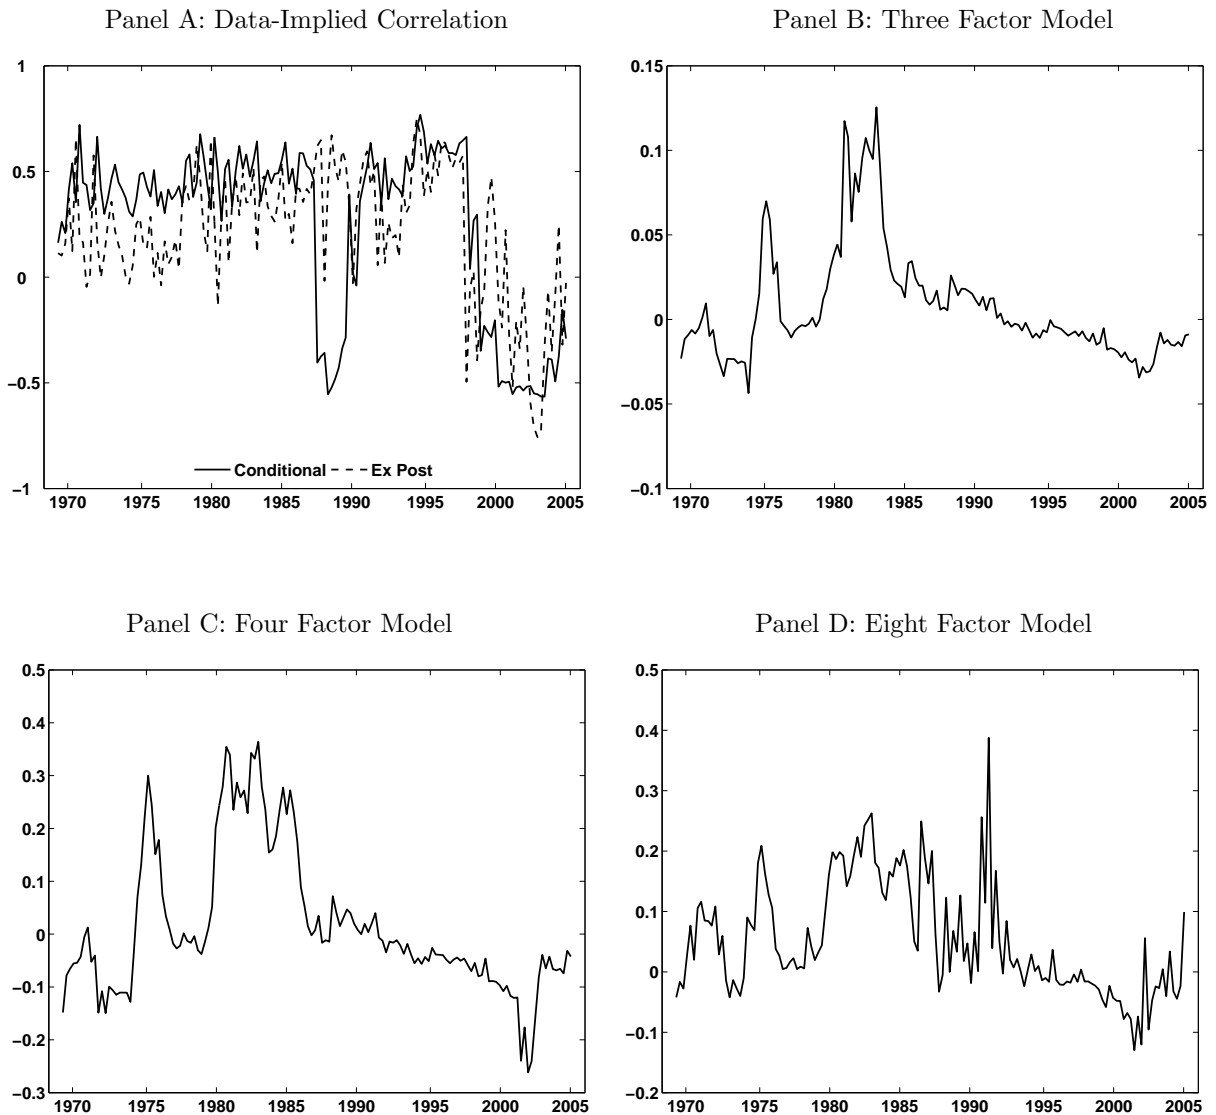 Panel A: Data-Implied Correlation
1
0.5
0
−0.5
−1
Conditional
Ex Post
1970 1975 1980 1985 1990 1995 2000 2005
Panel B: Three Factor Model
0.15
0.1
0.05
0
−0.05
−0.1
1970 1975 1980 1985 1990 1995 2000 2005
Panel C: Four Factor Model
0.5
0.4
0.3
0.2
0.1
0
−0.1
−0.2
−0.3
1970 1975 1980 1985 1990 1995 2000 2005
Panel D: Eight Factor Model
0.5
0.4
0.3
0.2
0.1
0
−0.1
−0.2
1970 1975 1980 1985 1990 1995 2000 2005